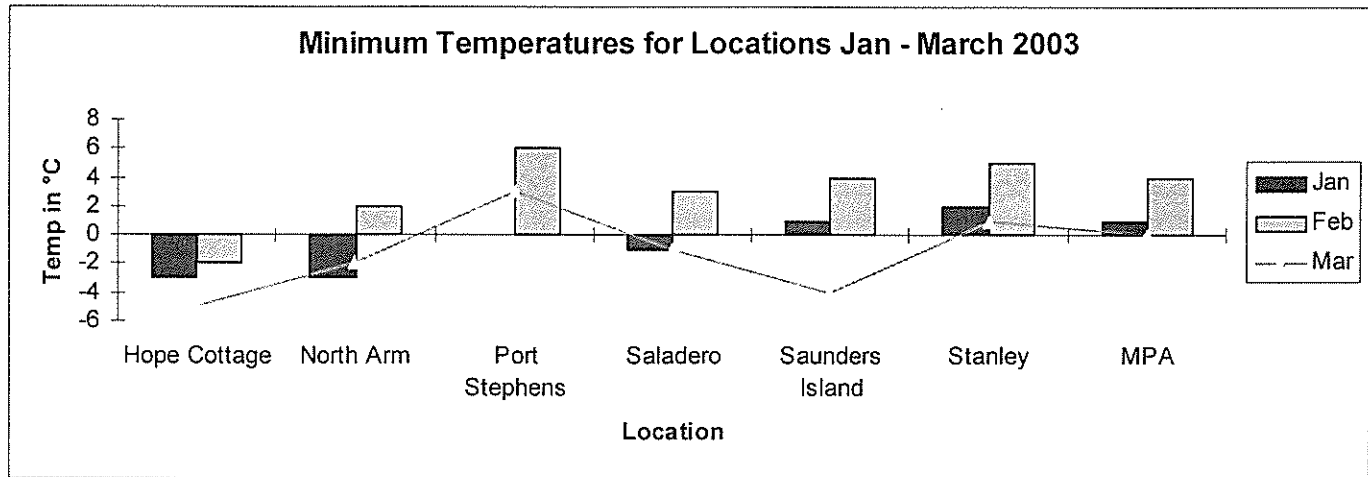 Minimum Temperatures for Locations Jan - March 2003
8
6
4
2
0
-2
-4
-6
Temp in °C
Hope Cottage
North Arm
Port
Stephens
Saladero
Saunders
Island
Stanley
MPA
Location
Jan
Feb
Mar